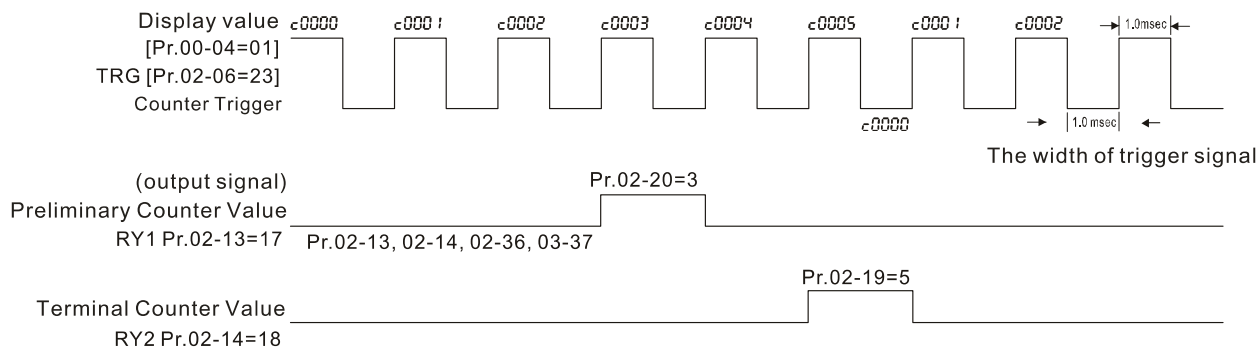 Display value
c0000 c0001 c0002 c0003 c0004 c0005 c0001 c0002
1.0msec
[Pr.00-04=01]
TRG [Pr.02-06=23]
Counter Trigger
c0000
1.0 msec
The width of trigger signal
(output signal)
Pr.02-20=3
Preliminary Counter Value
RY1 Pr.02-13=17
Pr.02-13, 02-14, 02-36, 03-37
Pr.02-19=5
Terminal Counter Value
RY2 Pr.02-14=18